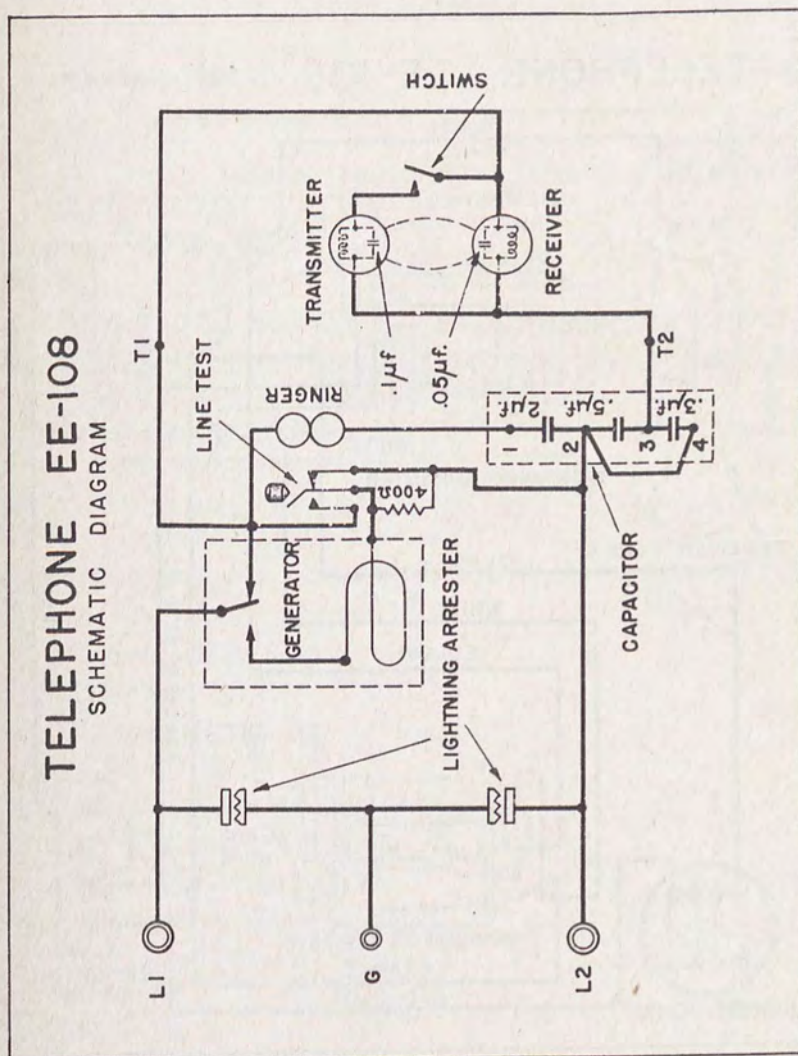 TELEPHONE EE-108
SCHEMATIC DIAGRAM
L1
G
L2
LIGHTNING ARRESTER
GENERATOR
LINE TEST
400Ω
RINGER
T1
TRANSMITTER
SWITCH
.1μf
.05μf.
RECEIVER
T2
CAPACITOR
1
.2μf.
2
.5μf.
3
.3μf.
4